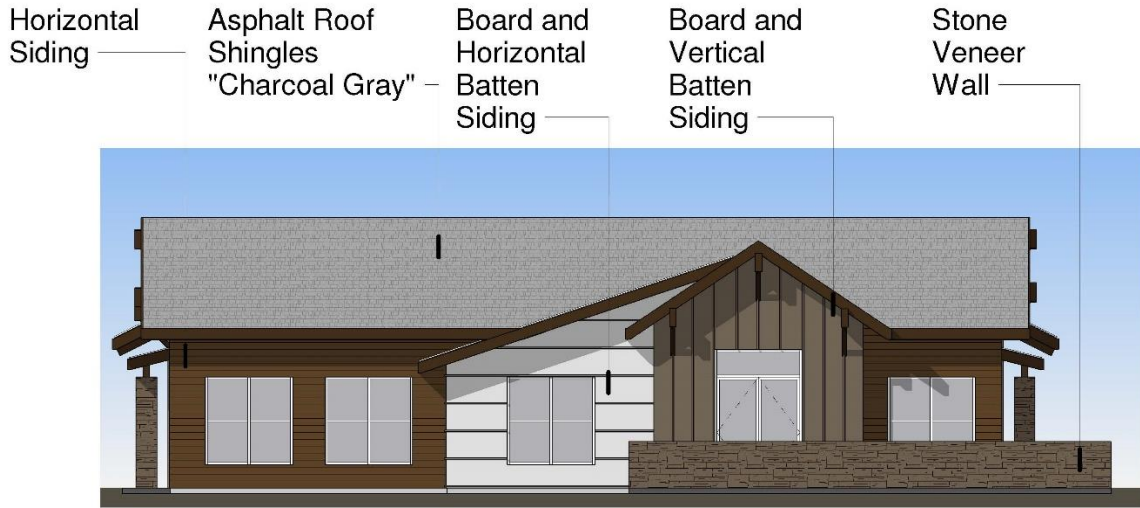 Horizontal
Siding
Asphalt Roof
Shingles
"Charcoal Gray"
Board and
Horizontal
Batten
Siding
Board and
Vertical
Batten
Siding
Stone
Veneer
Wall